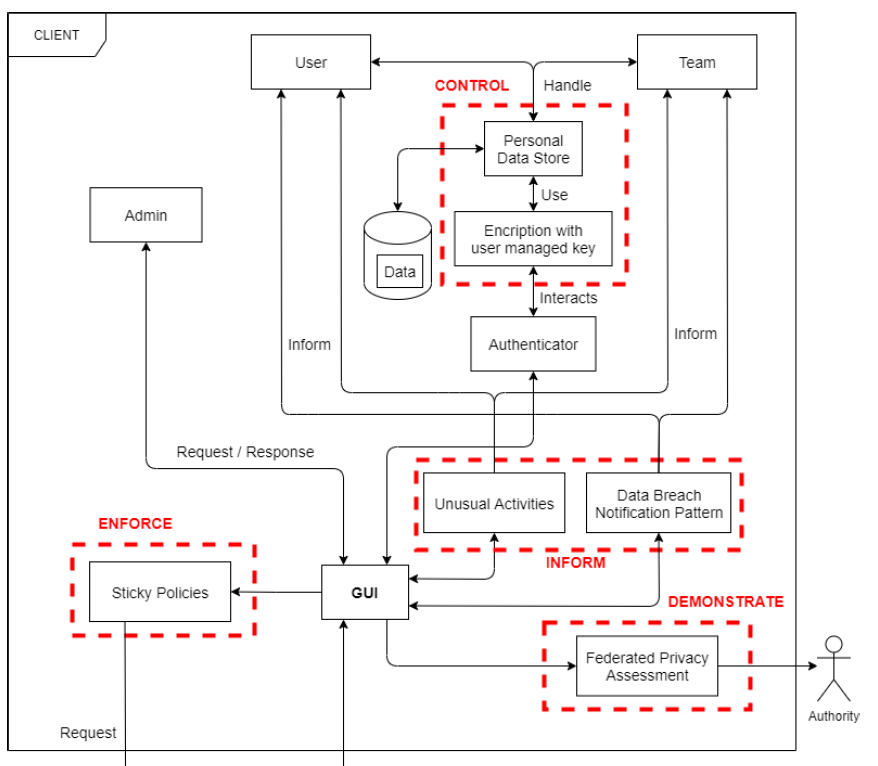 CLIENT
User
Team
CONTROL
Handle
Personal
Data Store
Use
Admin
Encription with
user managed key
Data
Interacts
Inform
Authenticator
Inform
Request / Response
Unusual Activities
Data Breach
Notification Pattern
ENFORCE
INFORM
Sticky Policies
GUI
DEMONSTRATE
Federated Privacy
Assessment
Authority
Request